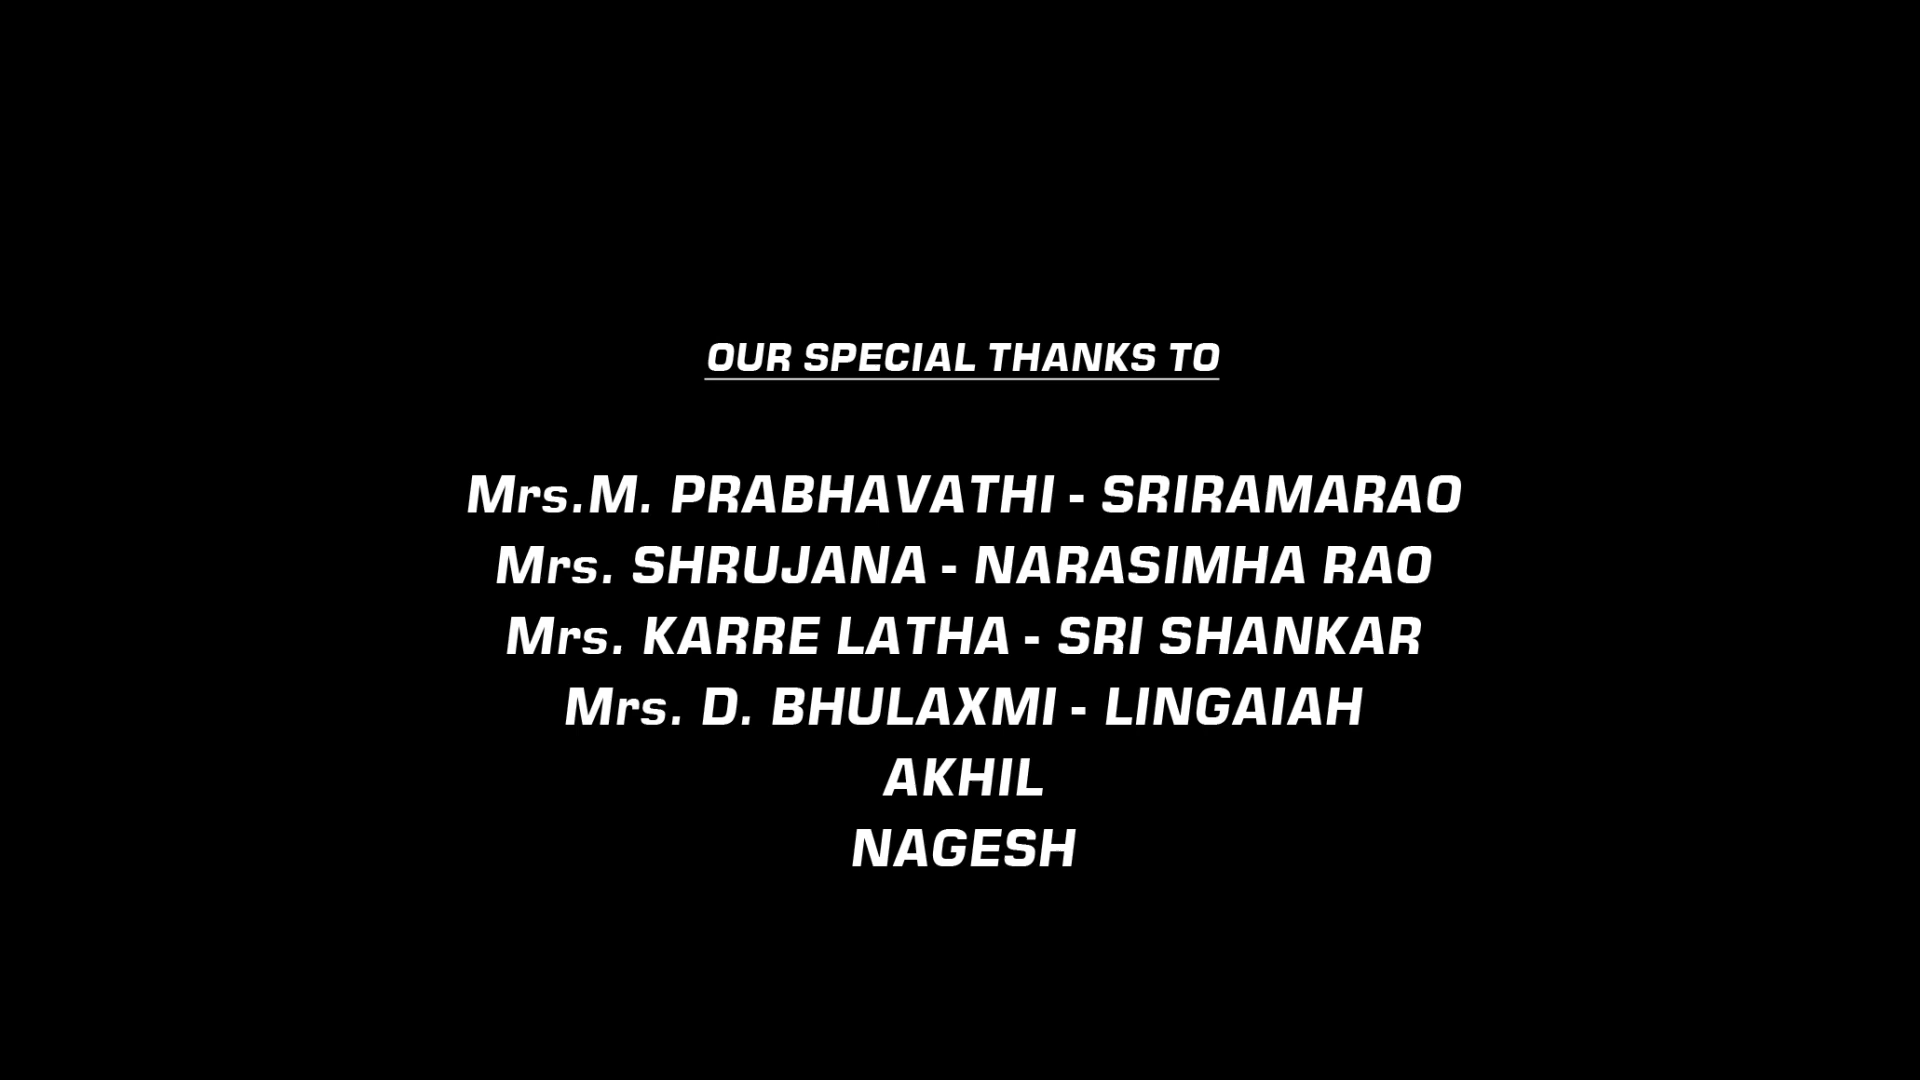 OUR SPECIAL THANKS TO
Mrs.M. PRABHAVATHI - SRIRAMARAO
Mrs. SHRUJANA - NARASIMHA RAO
Mrs. KARRE LATHA - SRI SHANKAR
Mrs. D. BHULAXMI - LINGAIAH
AKHIL
NAGESH